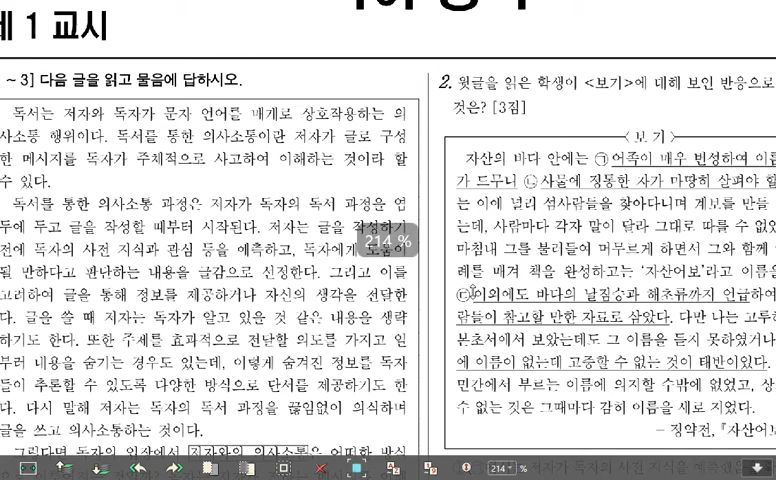 제 1 교시
~ 3] 다음 글을 읽고 물음에 답하시오.
독서는 저자와 독자가 문자 언어를 매개로 상호작용하는 의
사소통 행위이다. 독서를 통한 의사소통이란 저자가 글로 구성
한 메시지를 독자가 주체적으로 사고하여 이해하는 것이라 할
수 있다.
독서를 통한 의사소통 과정은 저자가 독자의 독서 과정을 염
두에 두고 글을 작성할 때부터 시작된다. 저자는 글을 작성하기
전에 독자의 사전 지식과 관심 등을 예측하고, 독자에게 도움이
될 만하다고 판단하는 내용을 글감으로 선정한다. 그리고 이를
고려하여 글을 통해 정보를 제공하거나 자신의 생각을 전달한
다. 글을 쓸 때 저자는 독자가 알고 있을 것 같은 내용을 생략
하기도 한다. 또한 주제를 효과적으로 전달할 의도를 가지고 일
부러 내용을 숨기는 경우도 있는데, 이렇게 숨겨진 정보를 독자
들이 추론할 수 있도록 다양한 방식으로 단서를 제공하기도 한
다. 다시 말해 저자는 독자의 독서 과정을 끊임없이 의식하며
글을 쓰고 의사소통하는 것이다.
그렇다면 독자의 입장에서 저자와의 의사소통은 어떠한 방식
2. 윗글을 읽은 학생이 <보기>에 대해 보인 반응으로
것은? [3점]
〈보 기〉
자산의 바다 안에는 ㉠어족이 매우 번성하여 이름
가 드무니 ㉡사물에 정통한 자가 마땅히 살펴야 할
는 이에 널리 섬사람들을 찾아다니며 계보를 만들
는데, 사람마다 각자 말이 달라 그대로 따를 수 없었
마침내 그를 불러들여 머무르게 하면서 그와 함께
례를 매겨 책을 완성하고는 '자산어보'라고 이름을
㉢이외에도 바다의 날짐승과 해초류까지 언급하여
람들이 참고할 만한 자료로 삼았다. 다만 나는 고루하
본초서에서 보았는데도 그 이름을 듣지 못하였거나
에 이름이 없는데 고증할 수 없는 것이 태반이었다.
민간에서 부르는 이름에 의지할 수밖에 없었고, 상
수 없는 것은 그때마다 감히 이름을 새로 지었다.
- 정약전, 『자산어보
214 %
214 %